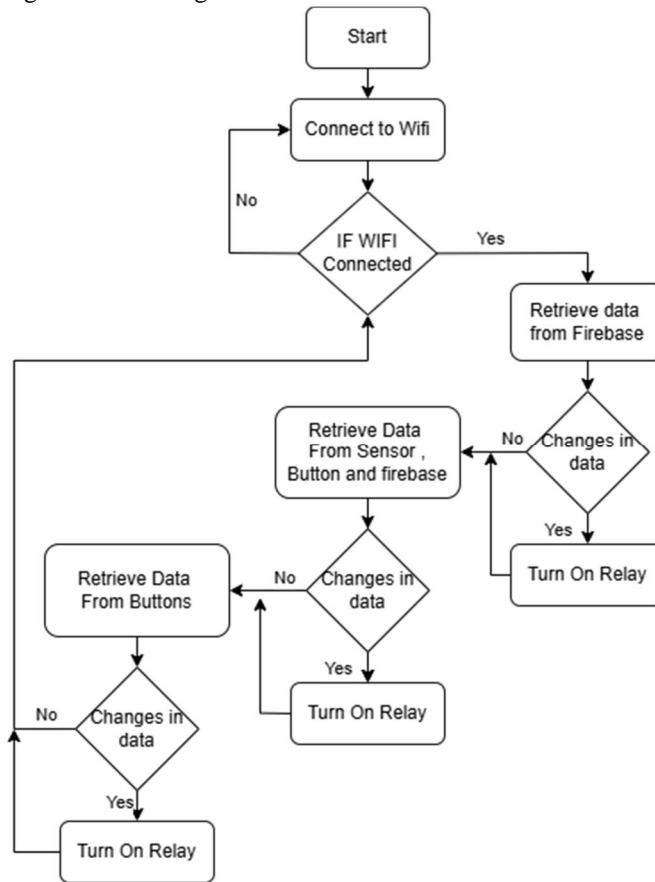 Start
Connect to Wifi
No
IF WIFI
Connected
Yes
Retrieve data
from Firebase
Retrieve Data
From Sensor ,
Button and firebase
No
Changes in
data
Yes
Turn On Relay
Retrieve Data
From Buttons
No
Changes in
data
Yes
Turn On Relay
No
Changes in
data
Yes
Turn On Relay